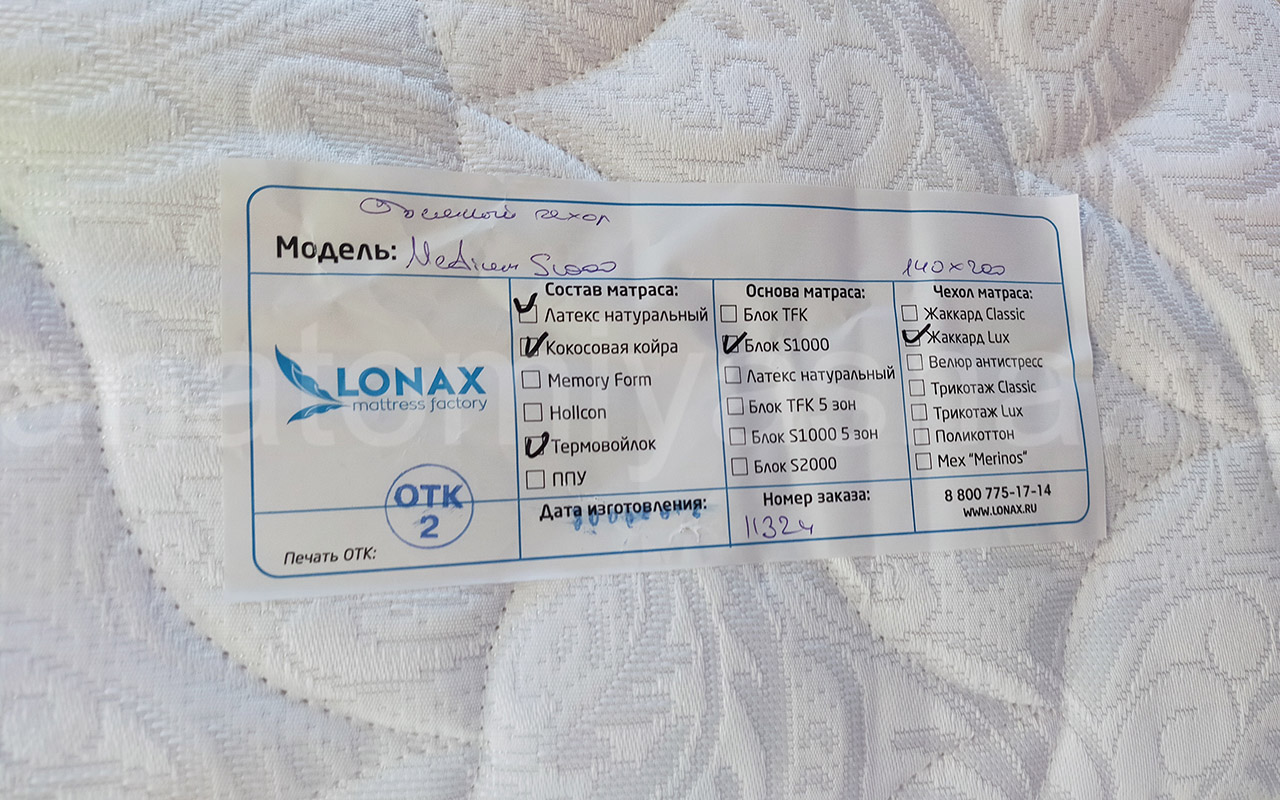 Съемный чехол
Модель: Medium S1000 140x200
LONAX
mattress factory
Состав матраса:
Латекс натуральный
Кокосовая койра
Memory Form
Hollcon
Термовойлок
ППУ
Основа матраса:
Блок TFK
Блок S1000
Латекс натуральный
Блок TFK 5 зон
Блок S1000 5 зон
Блок S2000
Чехол матраса:
Жаккард Classic
Жаккард Lux
Велюр антистресс
Трикотаж Classic
Трикотаж Lux
Поликоттон
Мех "Merinos"
Печать ОТК:
ОТК
2
Дата изготовления:
Номер заказа:
11324
8 800 775-17-14
WWW.LONAX.RU